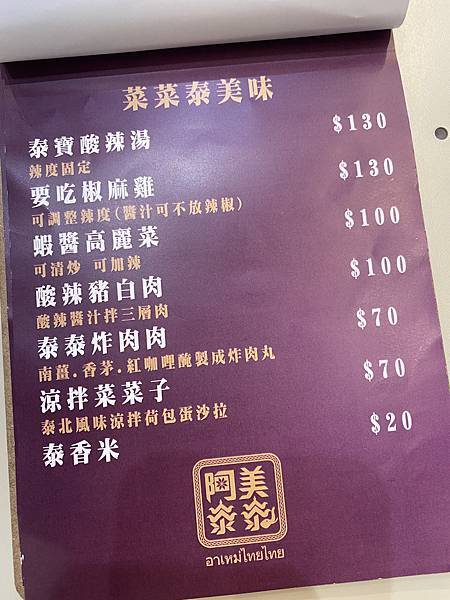 菜菜泰美味
泰寶酸辣湯 $130
辣度固定
要吃椒麻雞 $130
可調整辣度(醬汁可不放辣椒)
蝦醬高麗菜 $100
可清炒 可加辣
酸辣豬白肉 $100
酸辣醬汁拌三層肉
泰泰炸肉肉 $70
南薑.香茅.紅咖哩醃製成炸肉丸
涼拌菜菜子 $70
泰北風味涼拌荷包蛋沙拉
泰香米 $20
阿美
泰泰
อาเหม่ไทยไทย